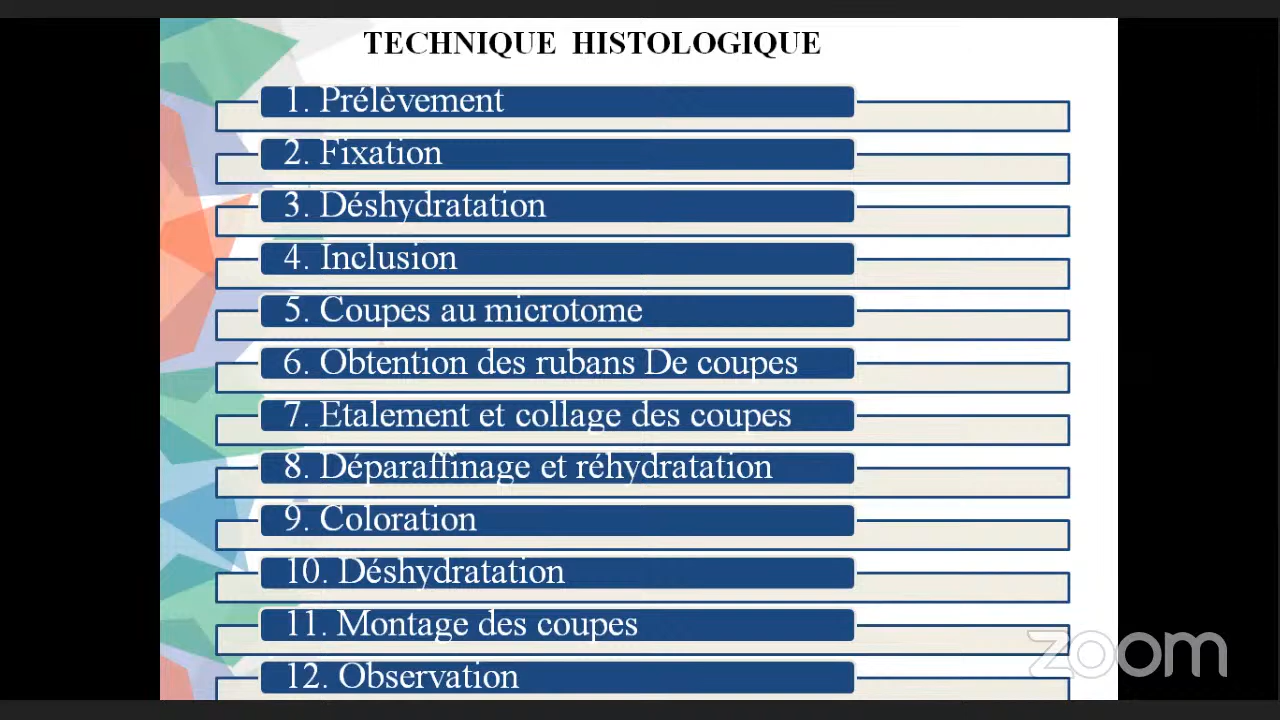 TECHNIQUE HISTOLOGIQUE
1. Prélèvement
2. Fixation
3. Déshydratation
4. Inclusion
5. Coupes au microtome
6. Obtention des rubans De coupes
7. Etalement et collage des coupes
8. Déparaffinage et réhydratation
9. Coloration
10. Déshydratation
11. Montage des coupes
12. Observation
zoom